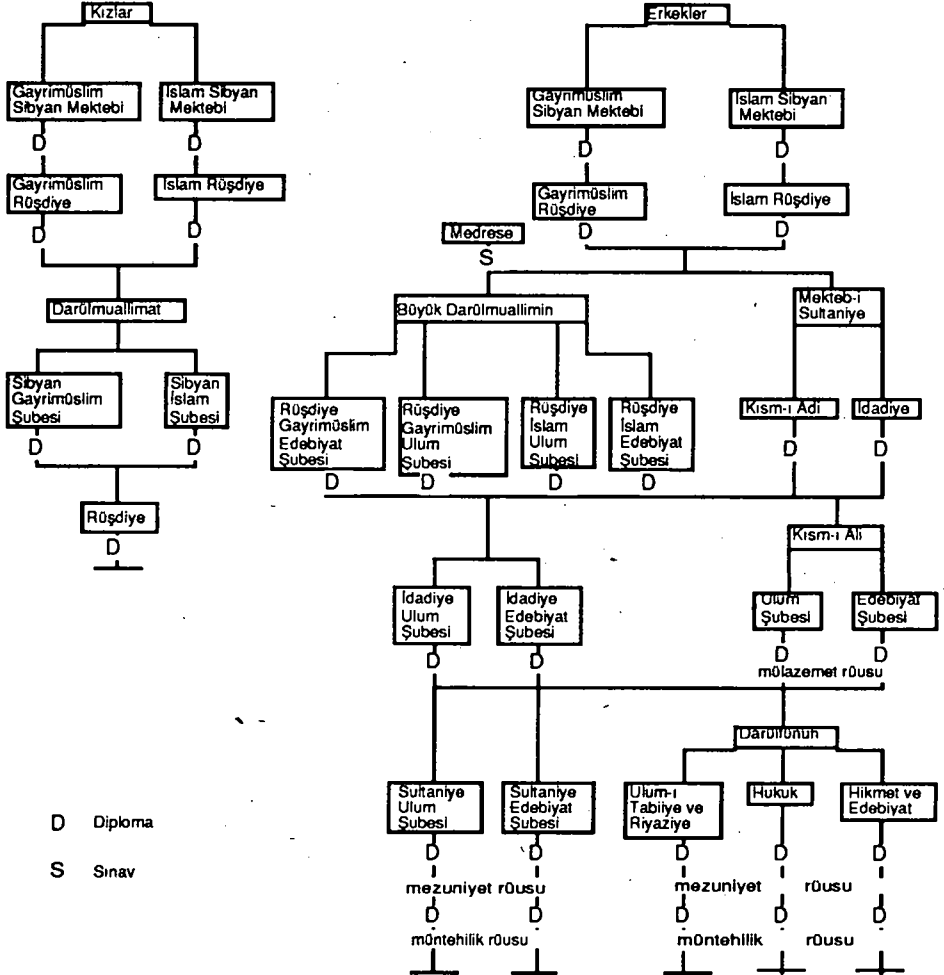 Kızlar
Erkekler
Gayrimüslim
Sibyan Mektebi
İslam Sibyan
Mektebi
Gayrimüslim
Sibyan Mektebi
İslam Sibyan
Mektebi
D
D
D
D
Gayrimüslim
Rüşdiye
İslam Rüşdiye
Gayrimüslim
Rüşdiye
İslam Rüşdiye
D
D
D
D
Medrese
S
Darülmuallimat
Büyük Darülmuallimin
Mekteb-i
Sultaniye
Sibyan
Gayrimüslim
Şubesi
Sibyan
İslam
Şubesi
D
D
Rüşdiye
Gayrimüslim
Edebiyat
Şubesi
Rüşdiye
Gayrimüslim
Ulum
Şubesi
Rüşdiye
İslam
Ulum
Şubesi
Rüşdiye
İslam
Edebiyat
Şubesi
Kısm-ı Adi
İdadiye
D
D
D
D
D
D
Rüşdiye
D
Kısm-ı Ali
İdadiye
Ulum
Şubesi
İdadiye
Edebiyat
Şubesi
Ulum
Şubesi
Edebiyat
Şubesi
D
D
D
D
mülazemet rüusu
Darülfünun
Sultaniye
Ulum
Şubesi
Sultaniye
Edebiyat
Şubesi
Ulum-ı
Tabiiye ve
Riyaziye
Hukuk
Hikmet ve
Edebiyat
D Diploma
S Sınav
D
D
D
D
D
mezuniyet rüusu
mezuniyet rüusu
D
D
D
D
D
müntehilik rüusu
müntehilik rüusu